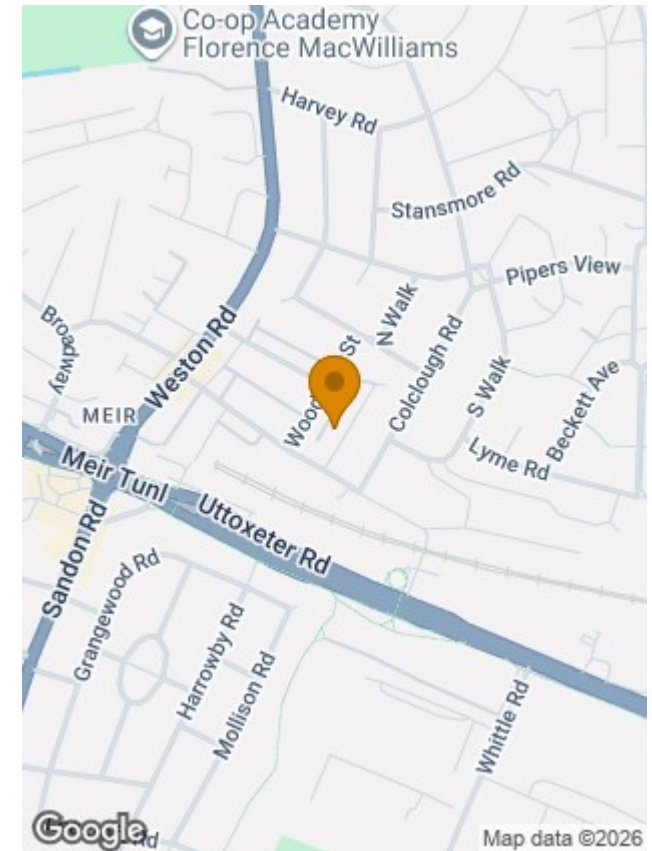 Co-op Academy
Florence MacWilliams
Harvey Rd
Stansmore Rd
Pipers View
N Walk
Broadway
Weston Rd
St
Colclough Rd
S Walk
Beckett Ave
MEIR
Lyme Rd
Meir Tunl
Uttoxeter Rd
Sandon Rd
Grangewood Rd
Harrowby Rd
Mollison Rd
Whittle Rd
Google
Rd
Map data ©2026